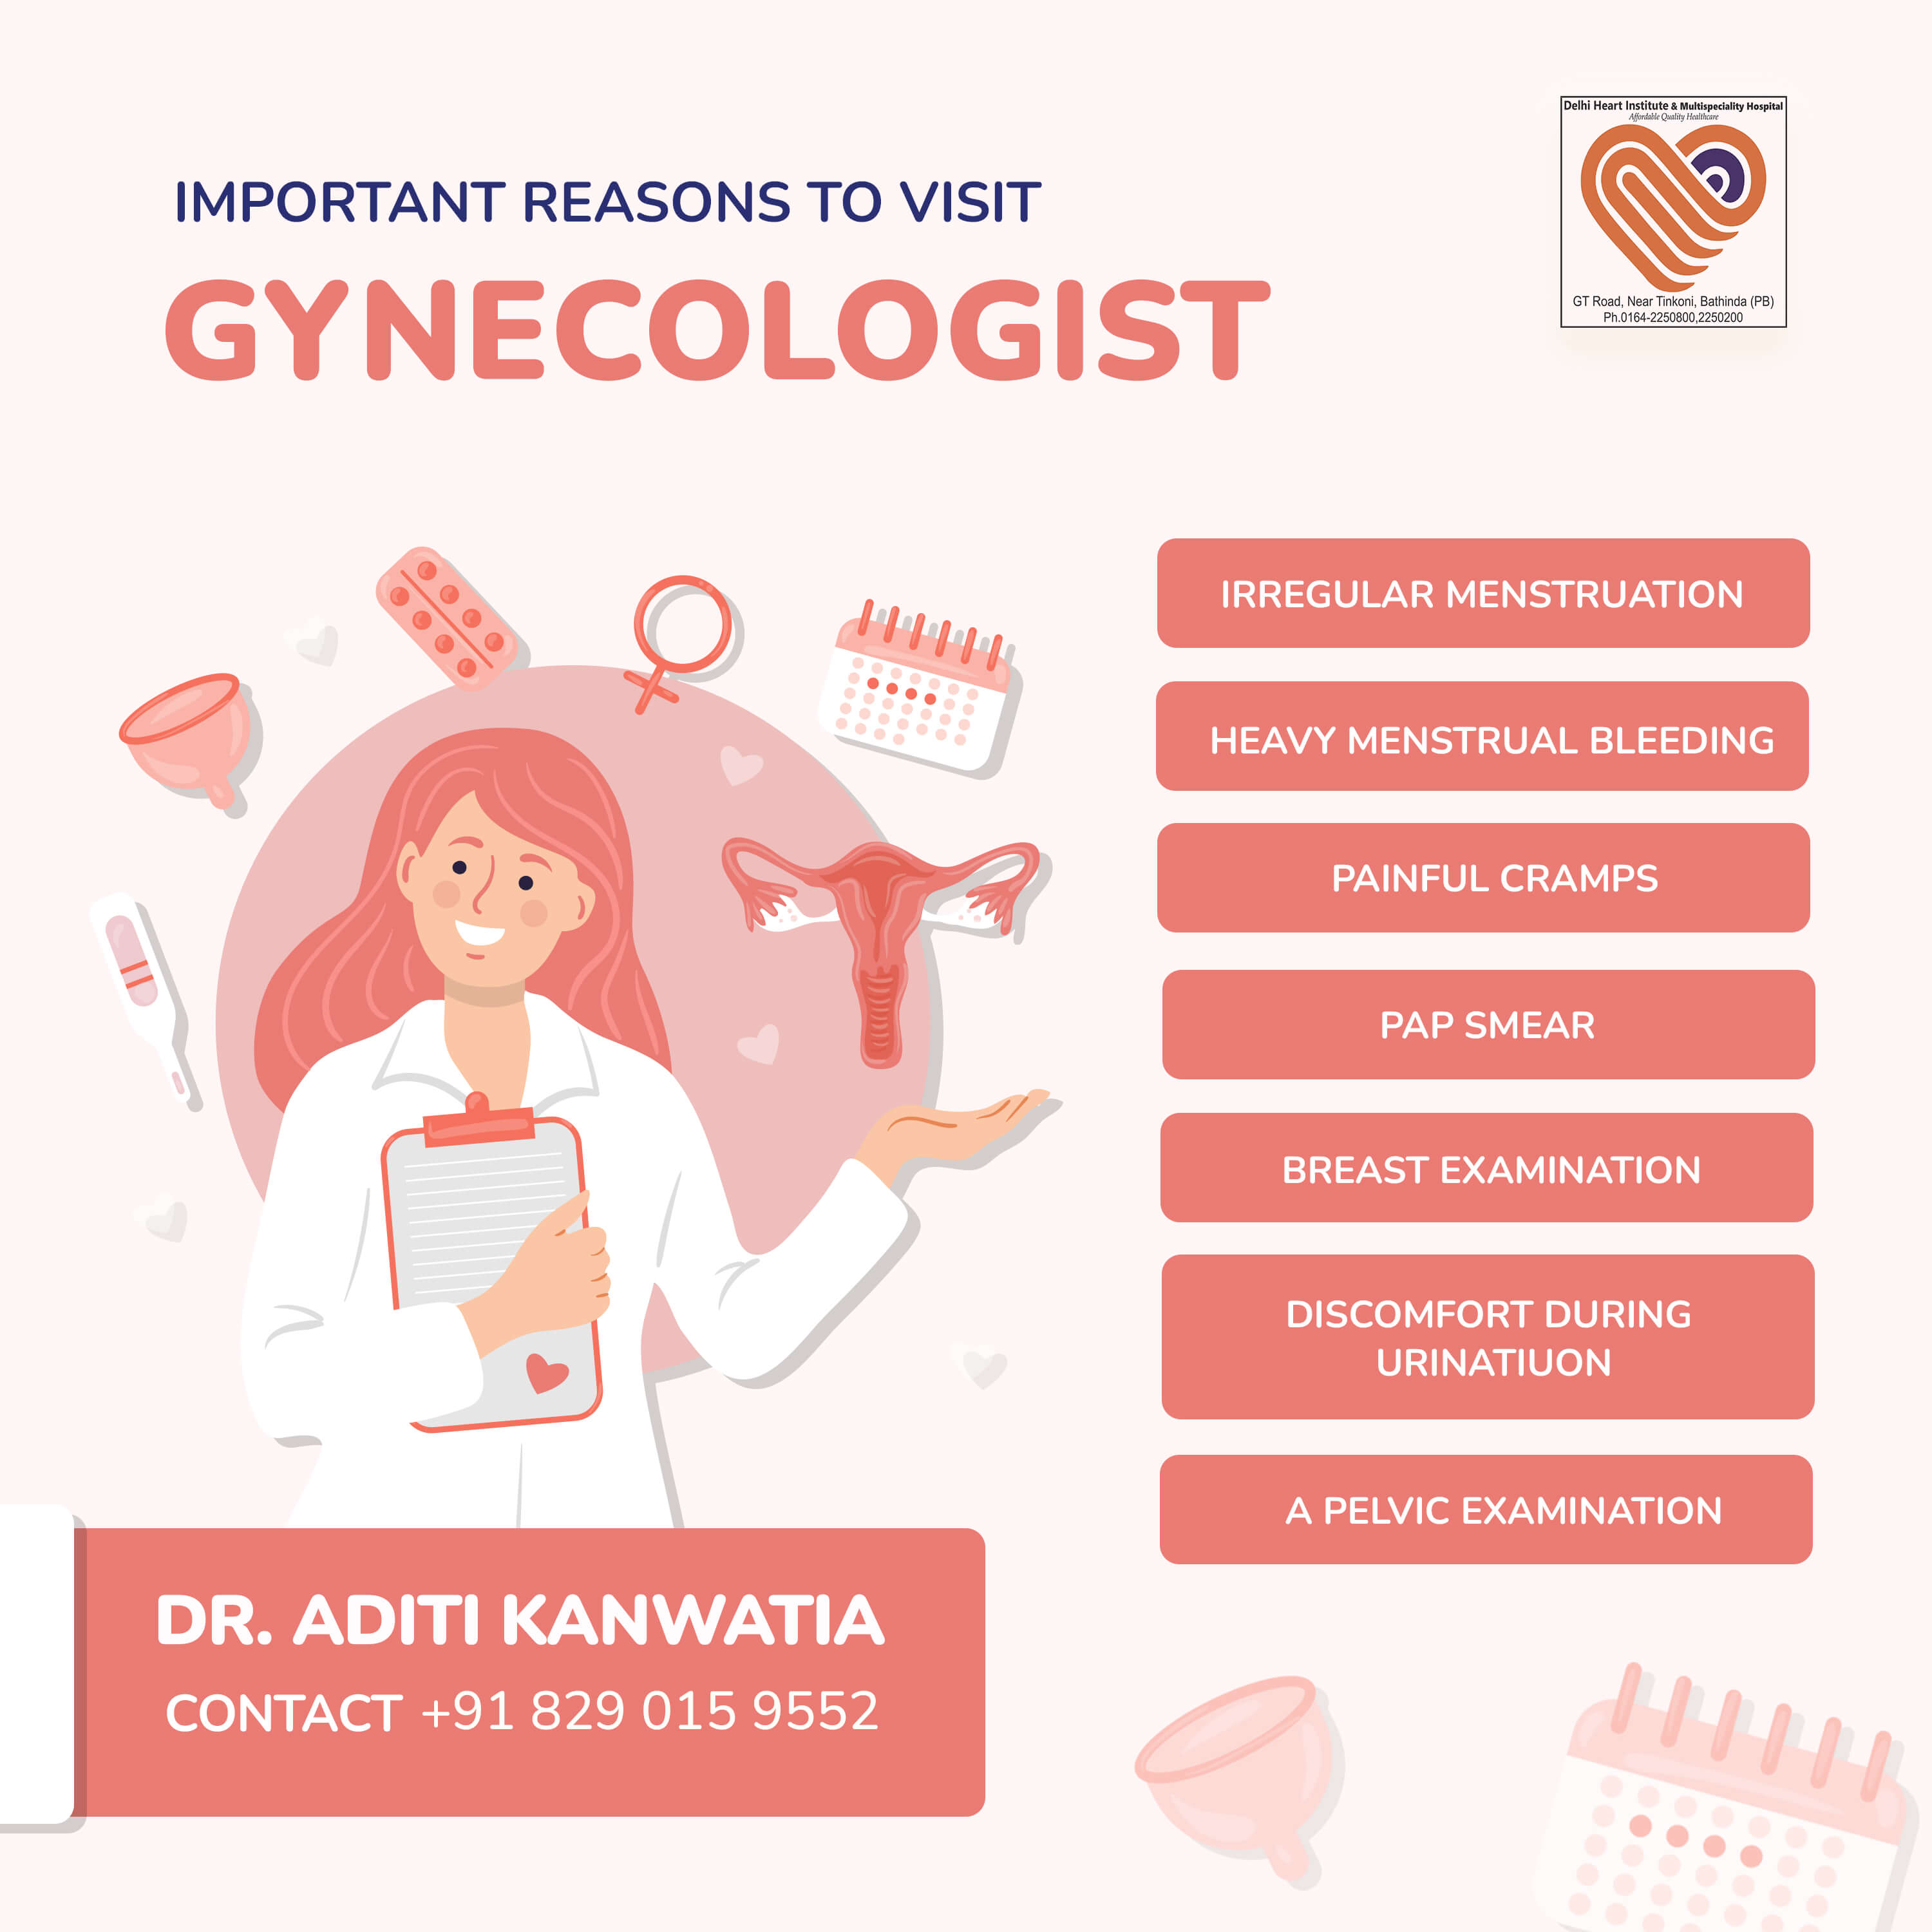 Delhi Heart Institute & Multispeciality Hospital
Affordable Quality Healthcare
GT Road, Near Tinkoni, Bathinda (PB)
Ph.0164-2250800,2250200
IMPORTANT REASONS TO VISIT
GYNECOLOGIST
IRREGULAR MENSTRUATION
HEAVY MENSTRUAL BLEEDING
PAINFUL CRAMPS
PAP SMEAR
BREAST EXAMINATION
DISCOMFORT DURING
URINATIUON
A PELVIC EXAMINATION
DR. ADITI KANWATIA
CONTACT +91 829 015 9552